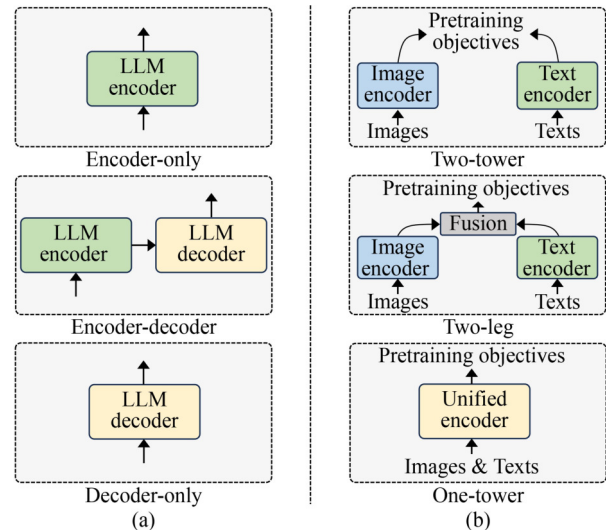 LLM
encoder
Encoder-only
LLM
encoder
LLM
decoder
Encoder-decoder
LLM
decoder
Decoder-only
(a)
Pretraining
objectives
Image
encoder
Text
encoder
Images
Texts
Two-tower
Pretraining objectives
Fusion
Image
encoder
Text
encoder
Images
Texts
Two-leg
Pretraining objectives
Unified
encoder
Images & Texts
One-tower
(b)